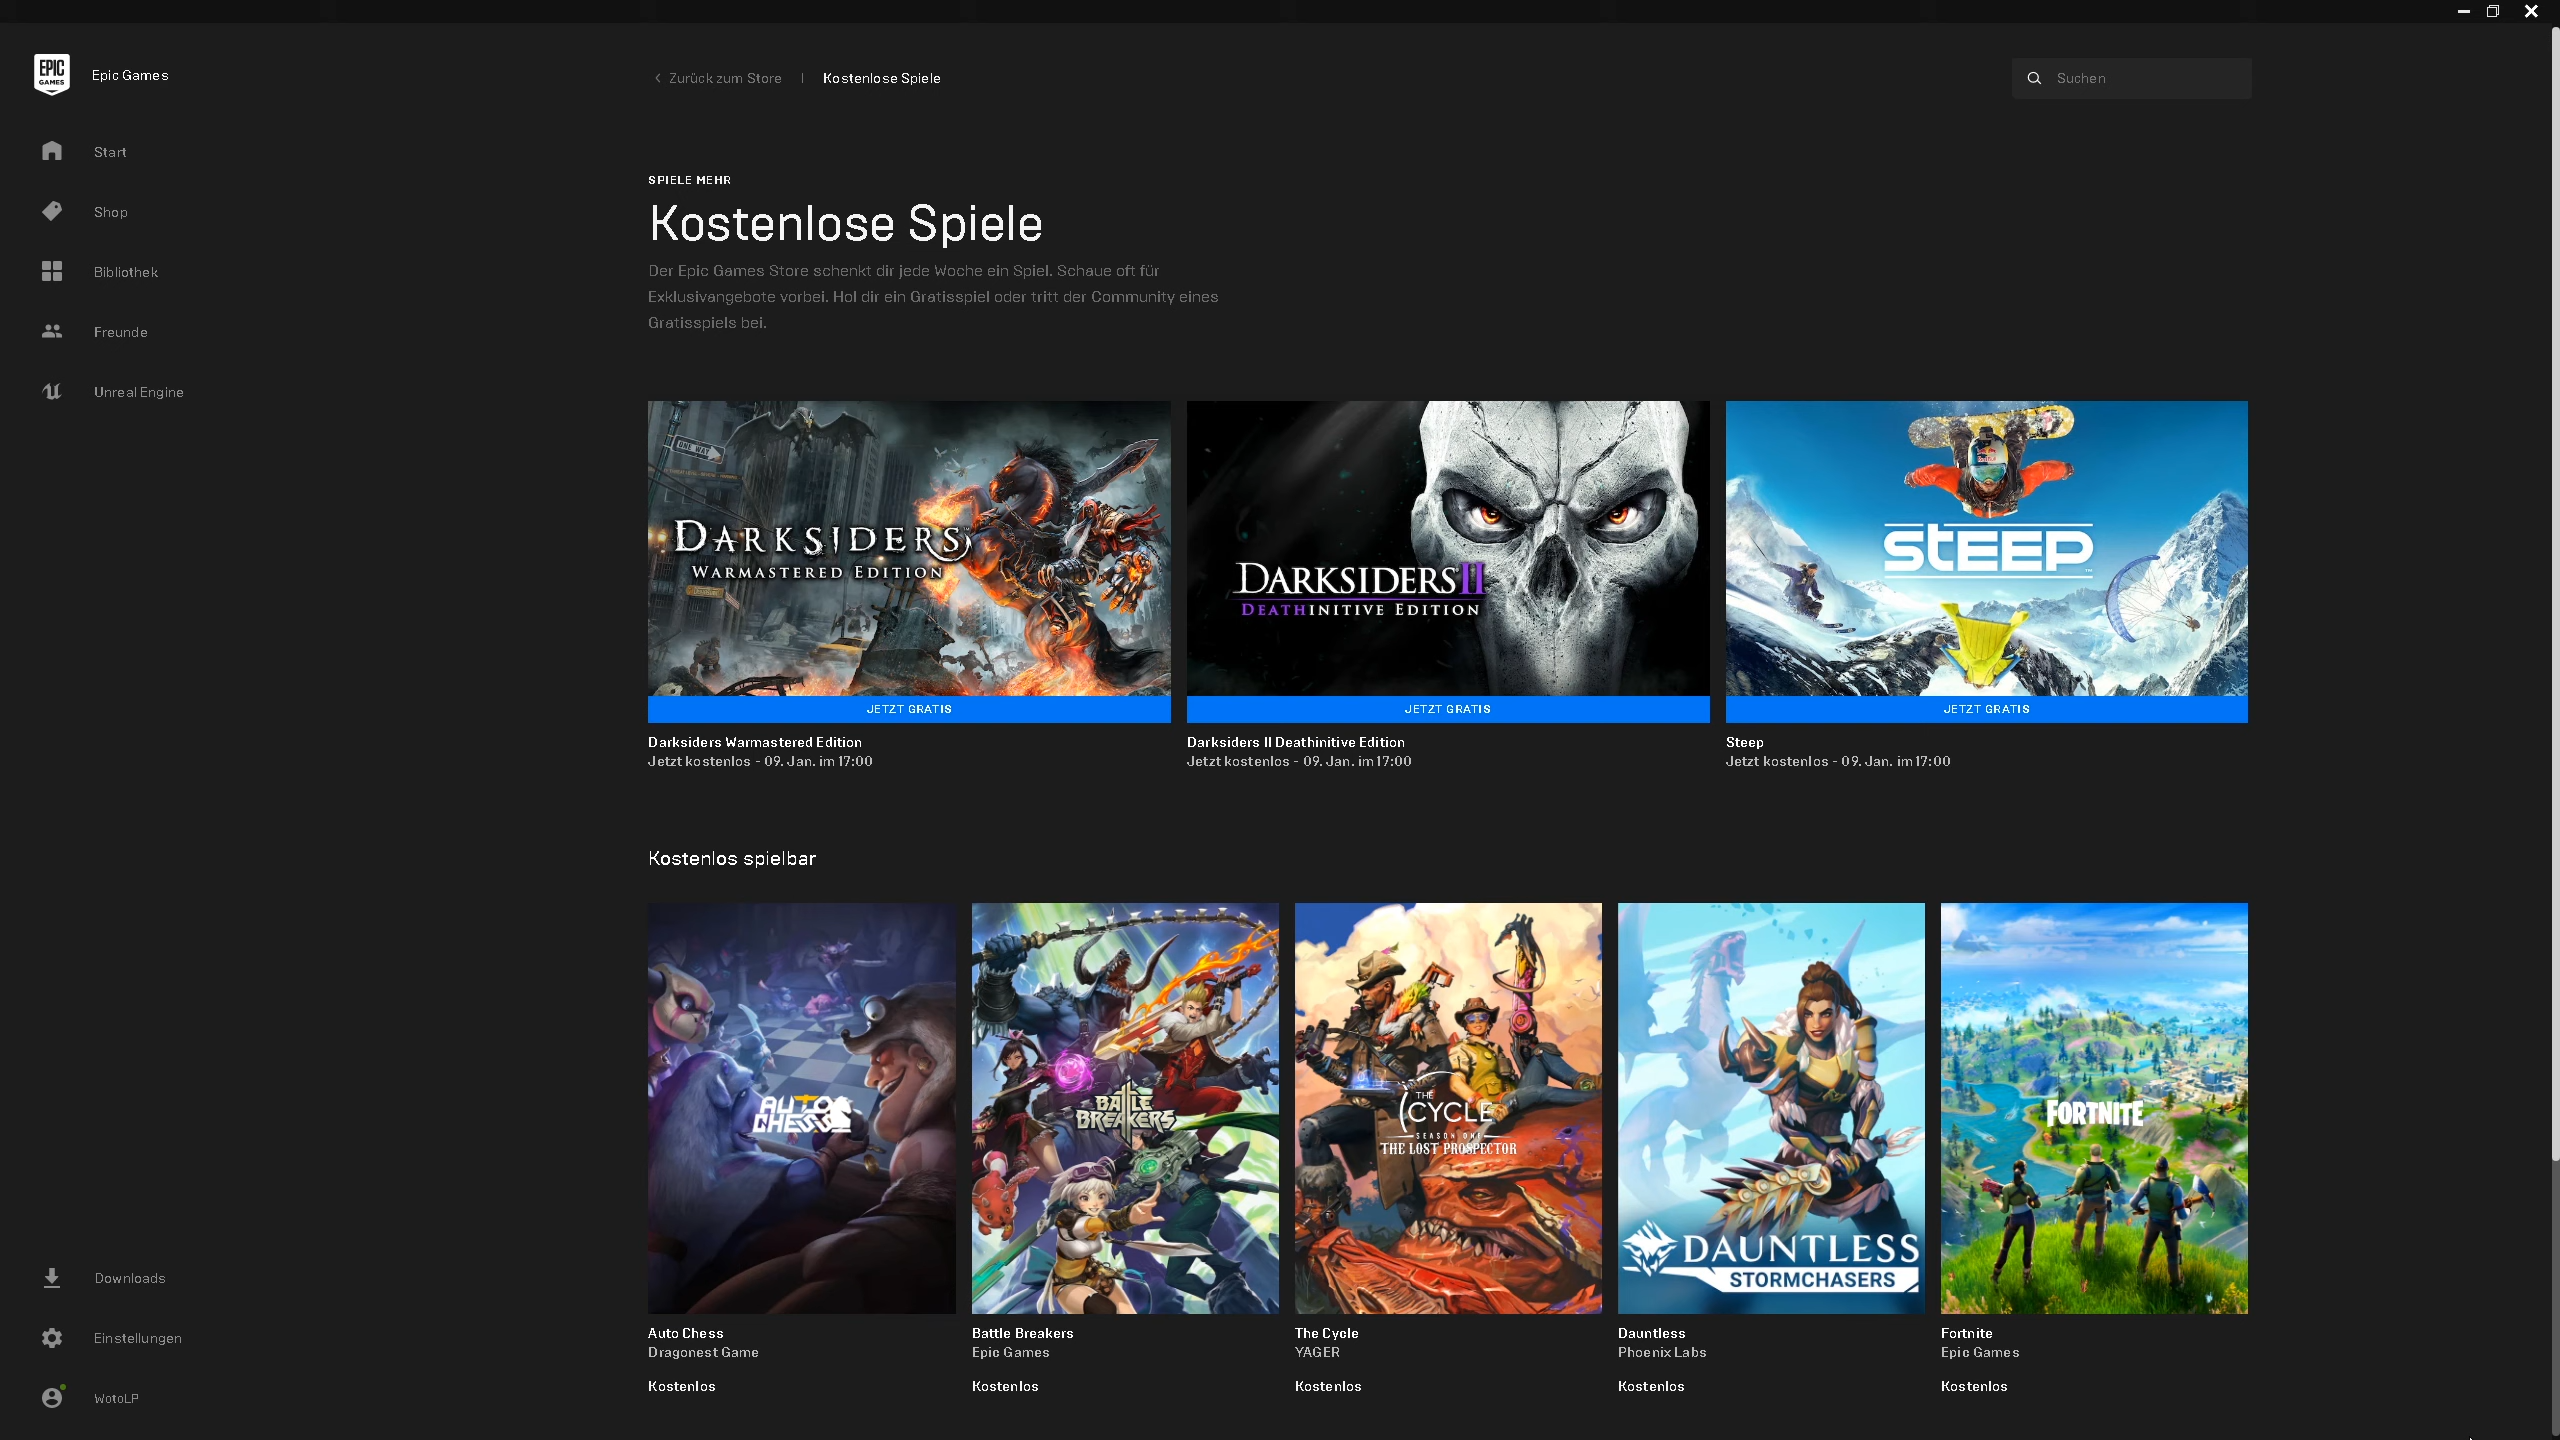 EPIC GAMES
Epic Games
Start
Shop
Bibliothek
Freunde
Unreal Engine
Zurück zum Store
Kostenlose Spiele
Suchen
SPIELE MEHR
Kostenlose Spiele
Der Epic Games Store schenkt dir jede Woche ein Spiel. Schaue oft für
Exklusivangebote vorbei. Hol dir ein Gratisspiel oder tritt der Community eines
Gratisspiels bei.
ONE WAY
DARKSIDERS
WARMASTERED EDITION
JETZT GRATIS
Darksiders Warmastered Edition
Jetzt kostenlos - 09. Jan. im 17:00
DARKSIDERS II
DEATHINITIVE EDITION
JETZT GRATIS
Darksiders II Deathinitive Edition
Jetzt kostenlos - 09. Jan. im 17:00
STEEP
JETZT GRATIS
Steep
Jetzt kostenlos - 09. Jan. im 17:00
Kostenlos spielbar
AUTO
CHESS
Auto Chess
Dragonest Game
Kostenlos
BATTLE
BREAKERS
Battle Breakers
Epic Games
Kostenlos
THE
CYCLE
SEASON ONE
THE LOST PROSPECTOR
The Cycle
YAGER
Kostenlos
DAUNTLESS
STORMCHASERS
Dauntless
Phoenix Labs
Kostenlos
FORTNITE
Fortnite
Epic Games
Kostenlos
Downloads
Einstellungen
WotoLP